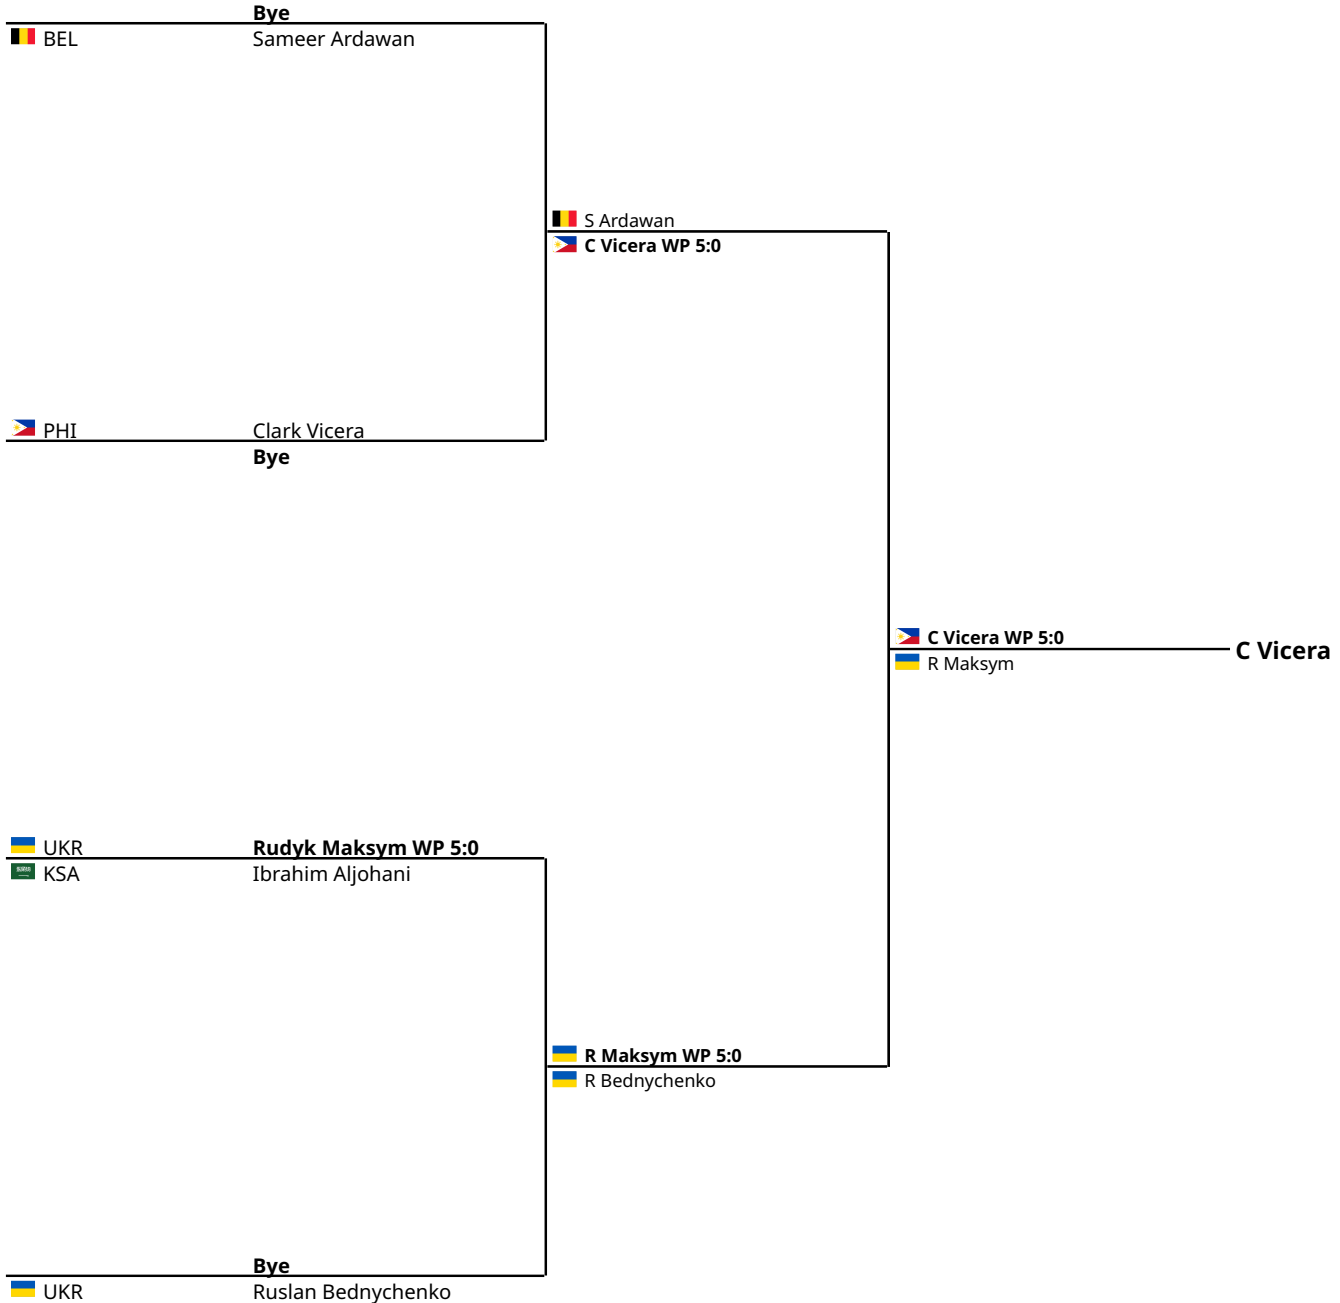 Bye
BEL Sameer Ardawan
S Ardawan
C Vicera WP 5:0
PHI Clark Vicera
Bye
C Vicera WP 5:0
C Vicera
R Maksym
UKR Rudyk Maksym WP 5:0
KSA Ibrahim Aljohani
R Maksym WP 5:0
R Bednychenko
Bye
UKR Ruslan Bednychenko